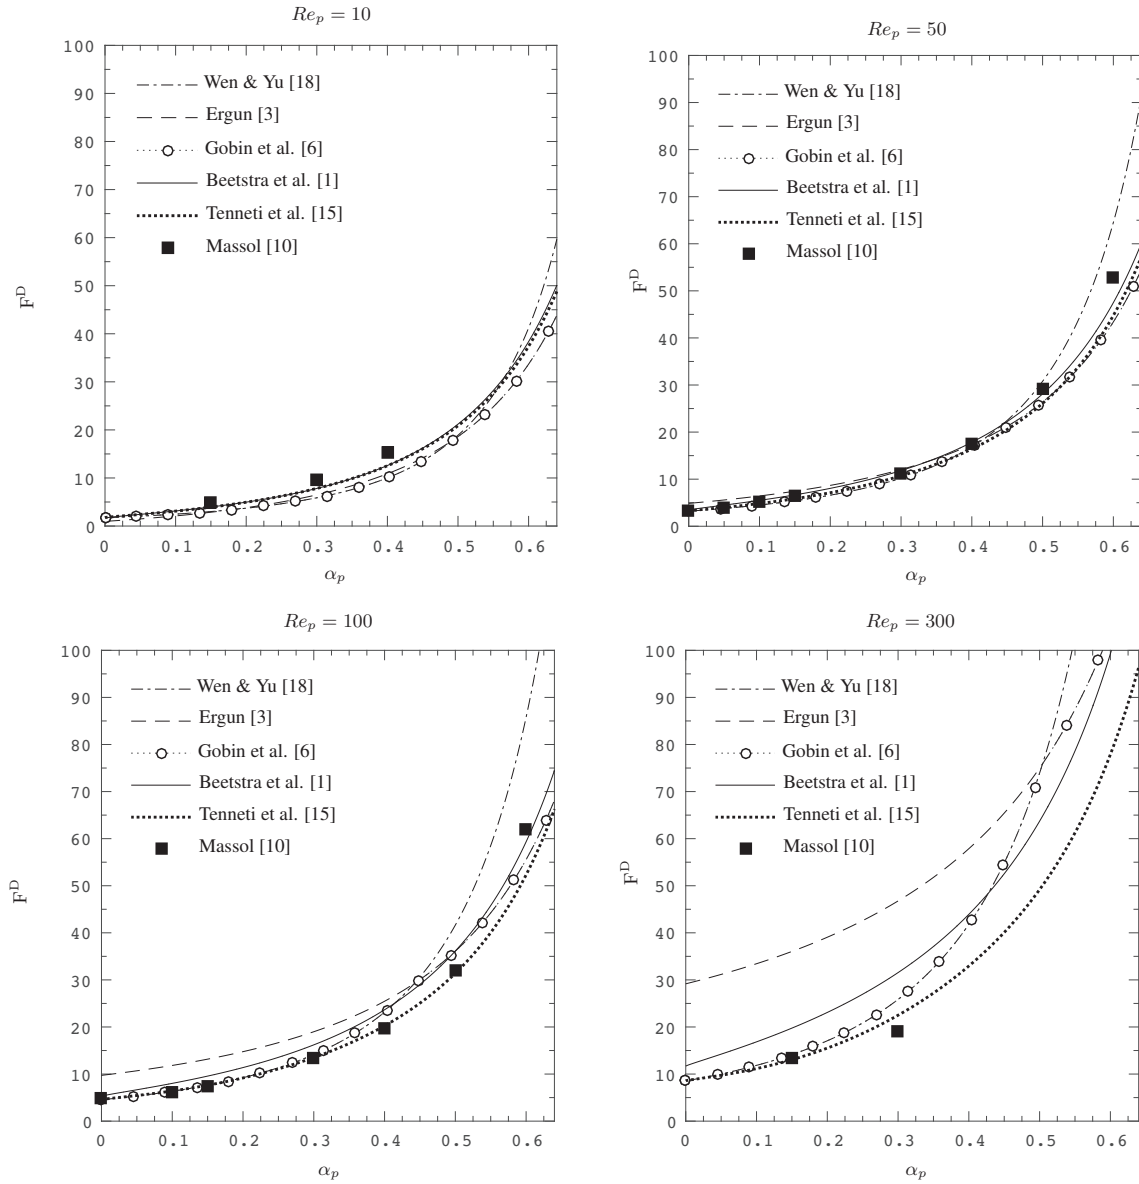 Re_p = 10
100
90
80
70
60
50
40
30
20
10
0
F^D
Wen & Yu [18]
Ergun [3]
Gobin et al. [6]
Beetstra et al. [1]
Tenneti et al. [15]
Massol [10]
0 0.1 0.2 0.3 0.4 0.5 0.6
α_p
Re_p = 50
100
90
80
70
60
50
40
30
20
10
0
F^D
Wen & Yu [18]
Ergun [3]
Gobin et al. [6]
Beetstra et al. [1]
Tenneti et al. [15]
Massol [10]
0 0.1 0.2 0.3 0.4 0.5 0.6
α_p
Re_p = 100
100
90
80
70
60
50
40
30
20
10
0
F^D
Wen & Yu [18]
Ergun [3]
Gobin et al. [6]
Beetstra et al. [1]
Tenneti et al. [15]
Massol [10]
0 0.1 0.2 0.3 0.4 0.5 0.6
α_p
Re_p = 300
100
90
80
70
60
50
40
30
20
10
0
F^D
Wen & Yu [18]
Ergun [3]
Gobin et al. [6]
Beetstra et al. [1]
Tenneti et al. [15]
Massol [10]
0 0.1 0.2 0.3 0.4 0.5 0.6
α_p